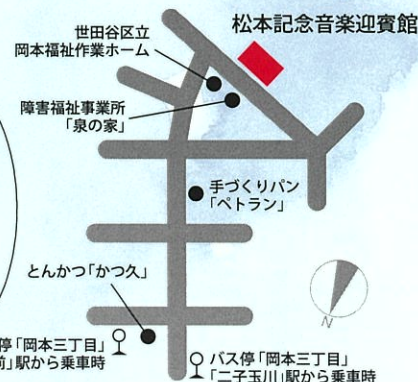 松本記念音楽迎賓館
世田谷区立
岡本福祉作業ホーム
障害福祉事業所
「泉の家」
手づくりパン
「ペトラン」
とんかつ「かつ久」
停「岡本三丁目」
前」駅から乗車時
バス停「岡本三丁目」
「二子玉川」駅から乗車時
N